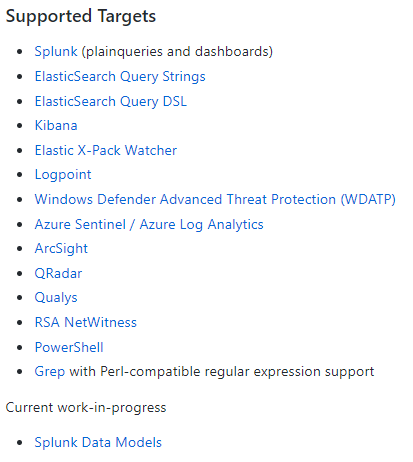 Supported Targets
Splunk (plainqueries and dashboards)
ElasticSearch Query Strings
ElasticSearch Query DSL
Kibana
Elastic X-Pack Watcher
Logpoint
Windows Defender Advanced Threat Protection (WDATP)
Azure Sentinel / Azure Log Analytics
ArcSight
QRadar
Qualys
RSA NetWitness
PowerShell
Grep with Perl-compatible regular expression support
Current work-in-progress
Splunk Data Models